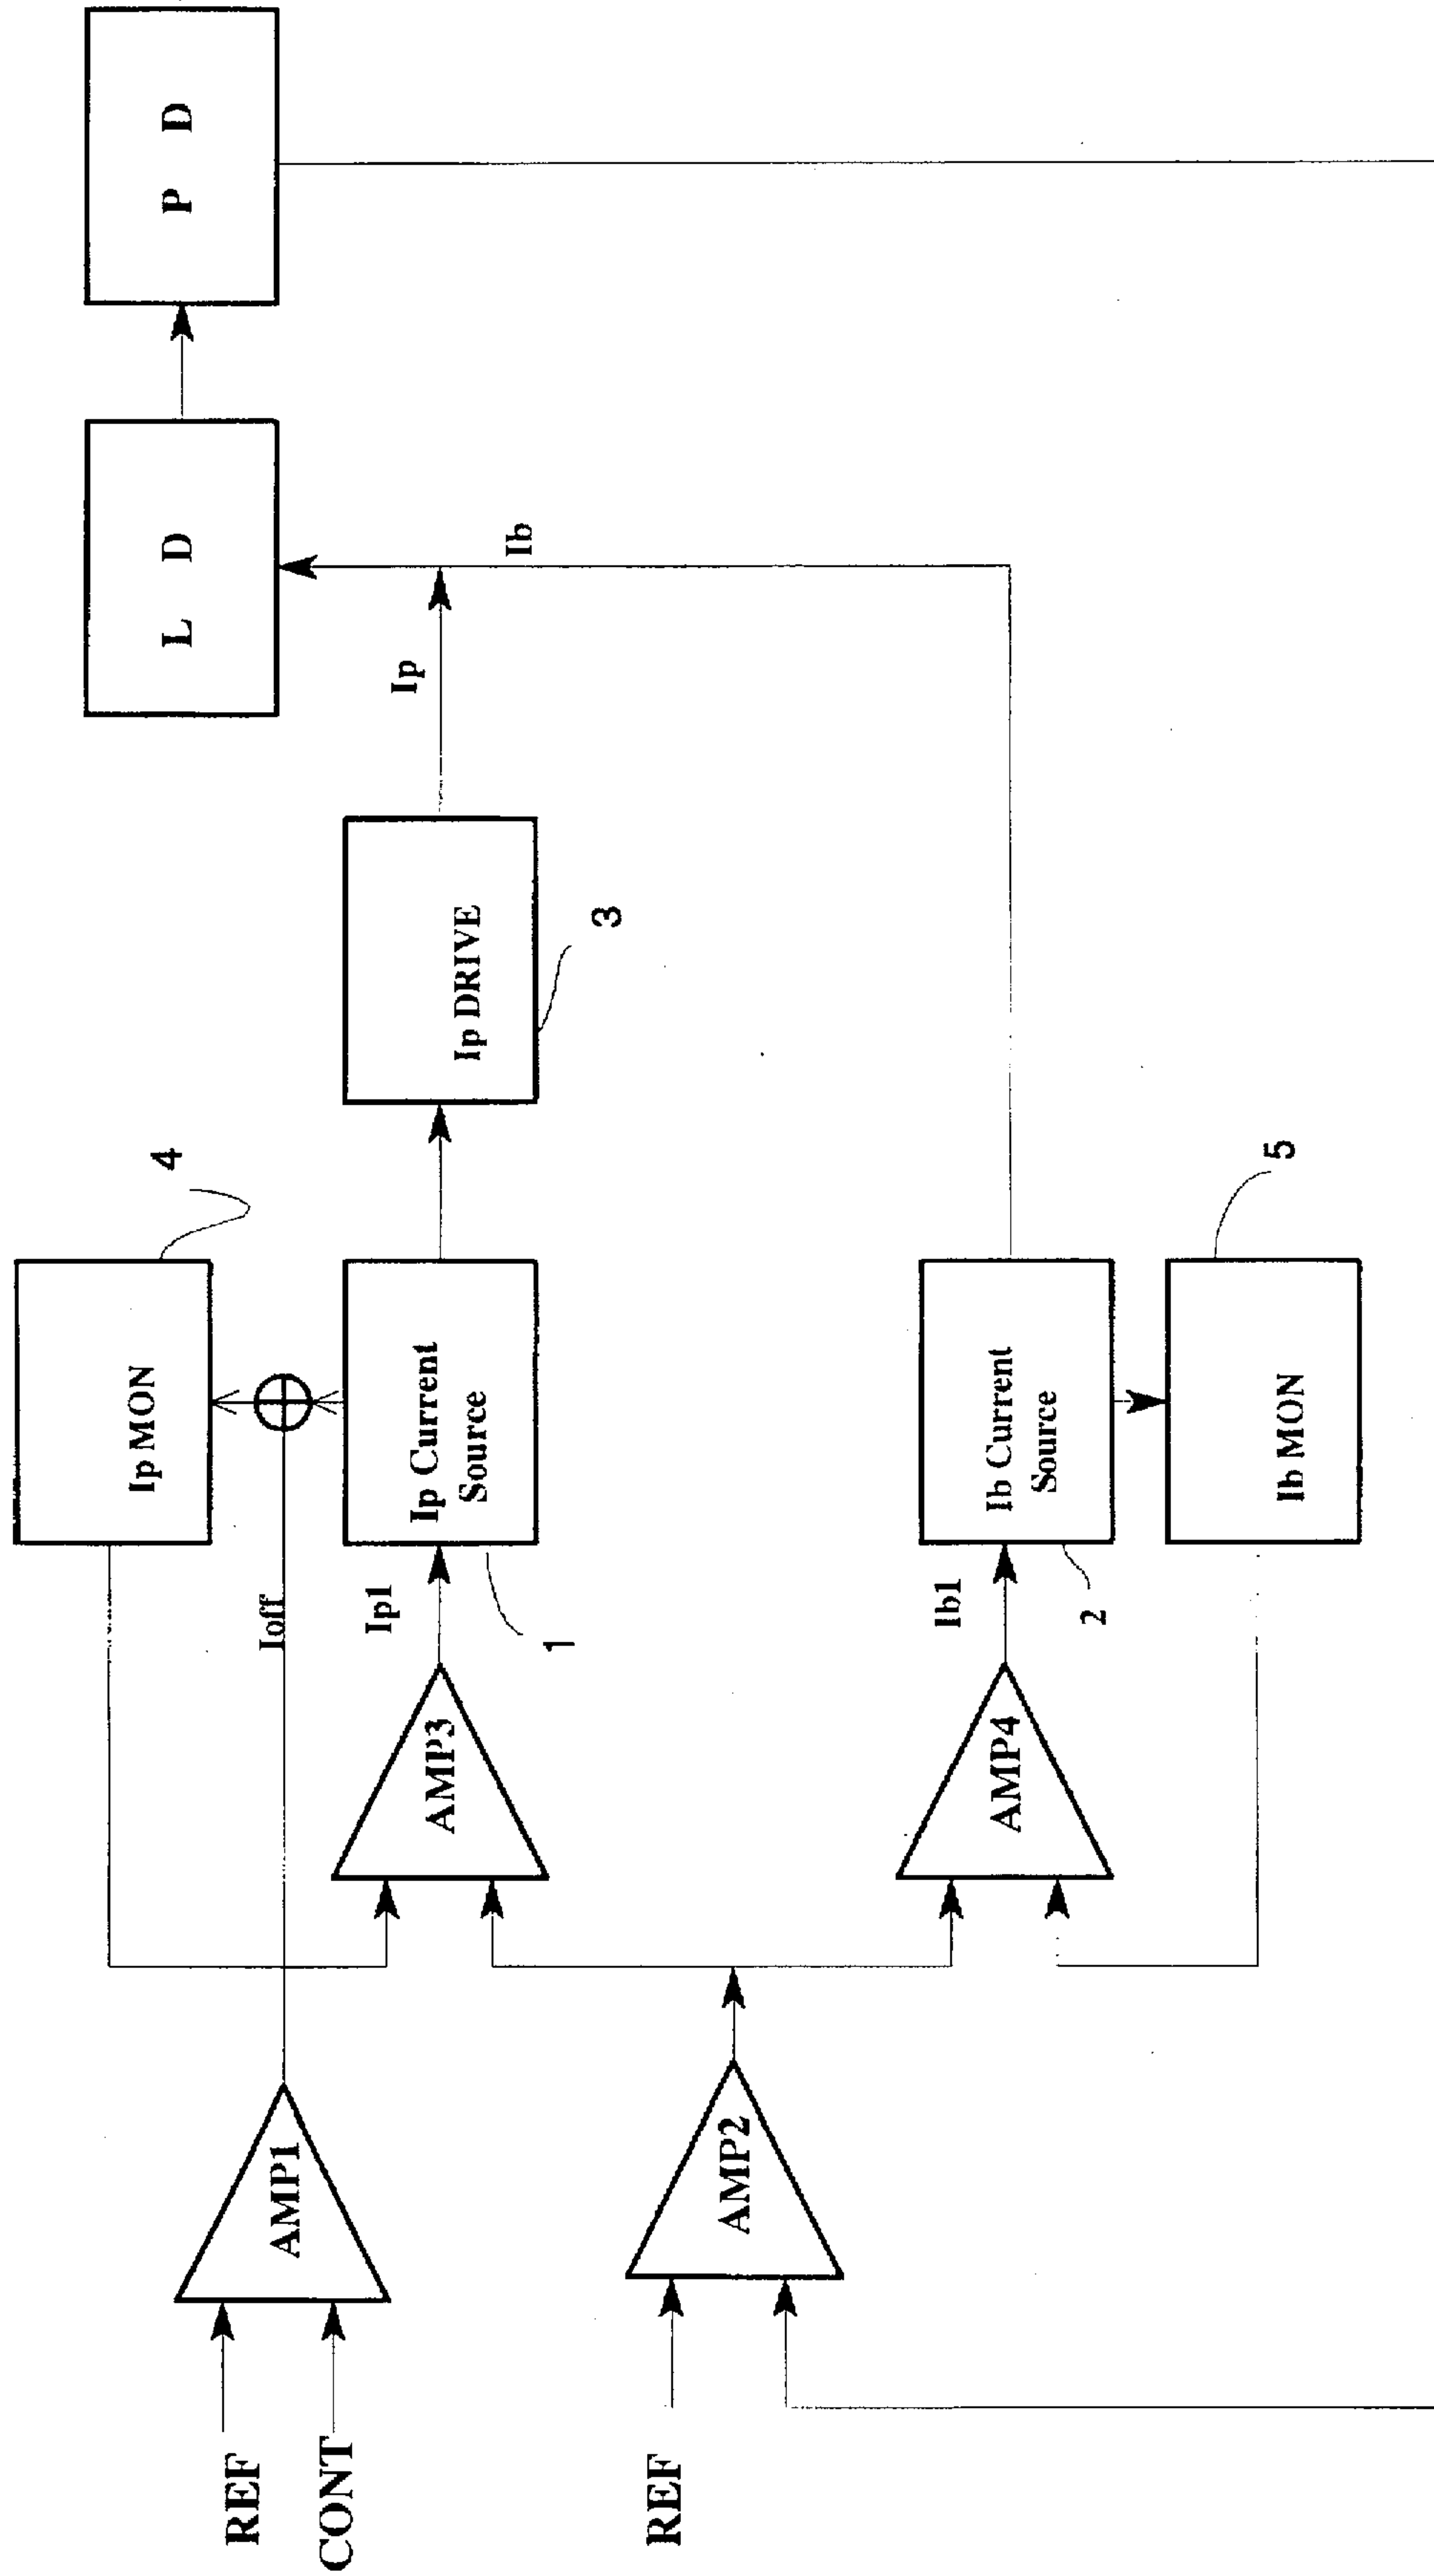 REF
CONT
AMP1
Ioff
Ip MON
4
AMP3
Ip1
1
Ip Current
Source
Ip DRIVE
3
Ip
L D
P D
Ib
REF
AMP2
AMP4
Ib1
2
Ib Current
Source
Ib MON
5